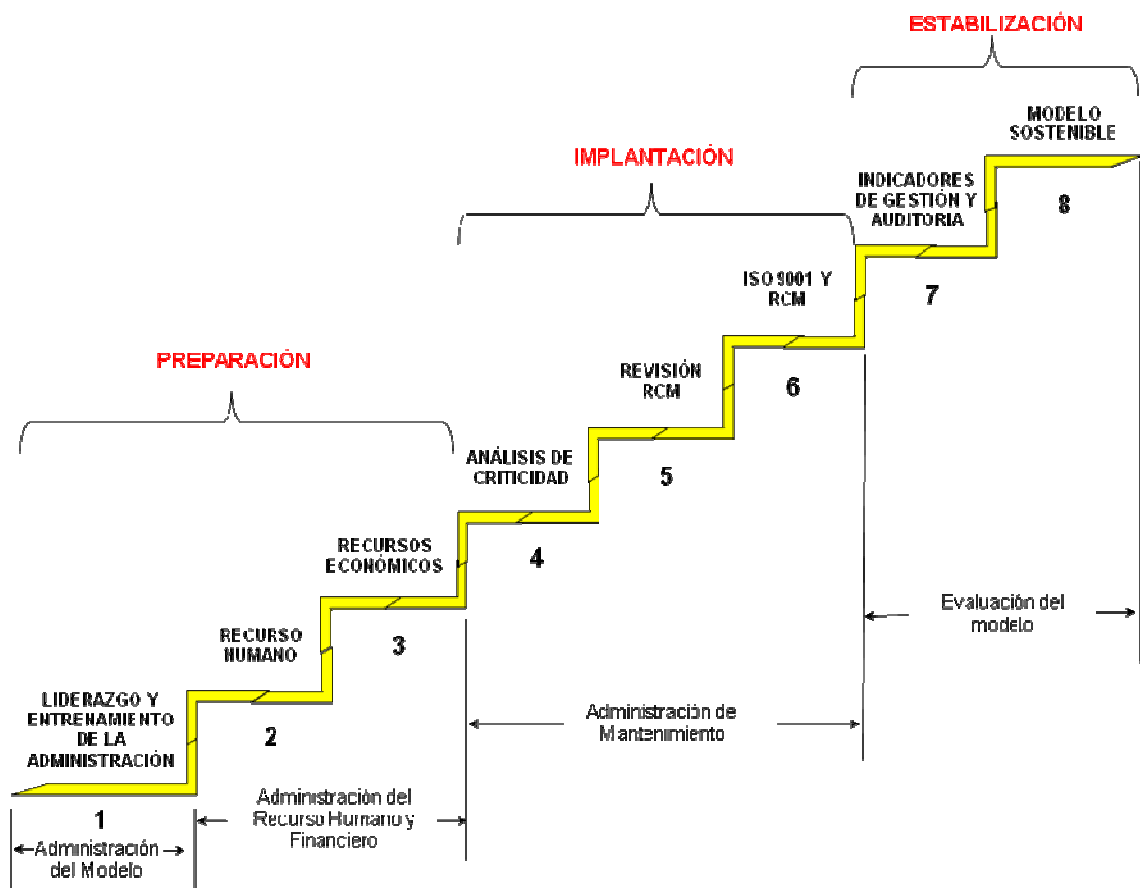 ESTABILIZACIÓN
MODELO
SOSTENIBLE
8
IMPLANTACIÓN
INDICADORES
DE GESTIÓN Y
AUDITORIA
7
ISO 9001 Y
RCM
6
PREPARACIÓN
REVISIÓN
RCM
5
ANÁLISIS DE
CRITICIDAD
4
RECURSOS
ECONÓMICOS
3
RECURSO
HUMANO
2
LIDERAZGO Y
ENTRENAMIENTO
DE LA
ADMINISTRACIÓN
1
Administración
del Modelo
Administración del
Recurso Humano y
Financiero
Administración de
Mantenimiento
Evaluación del
modelo